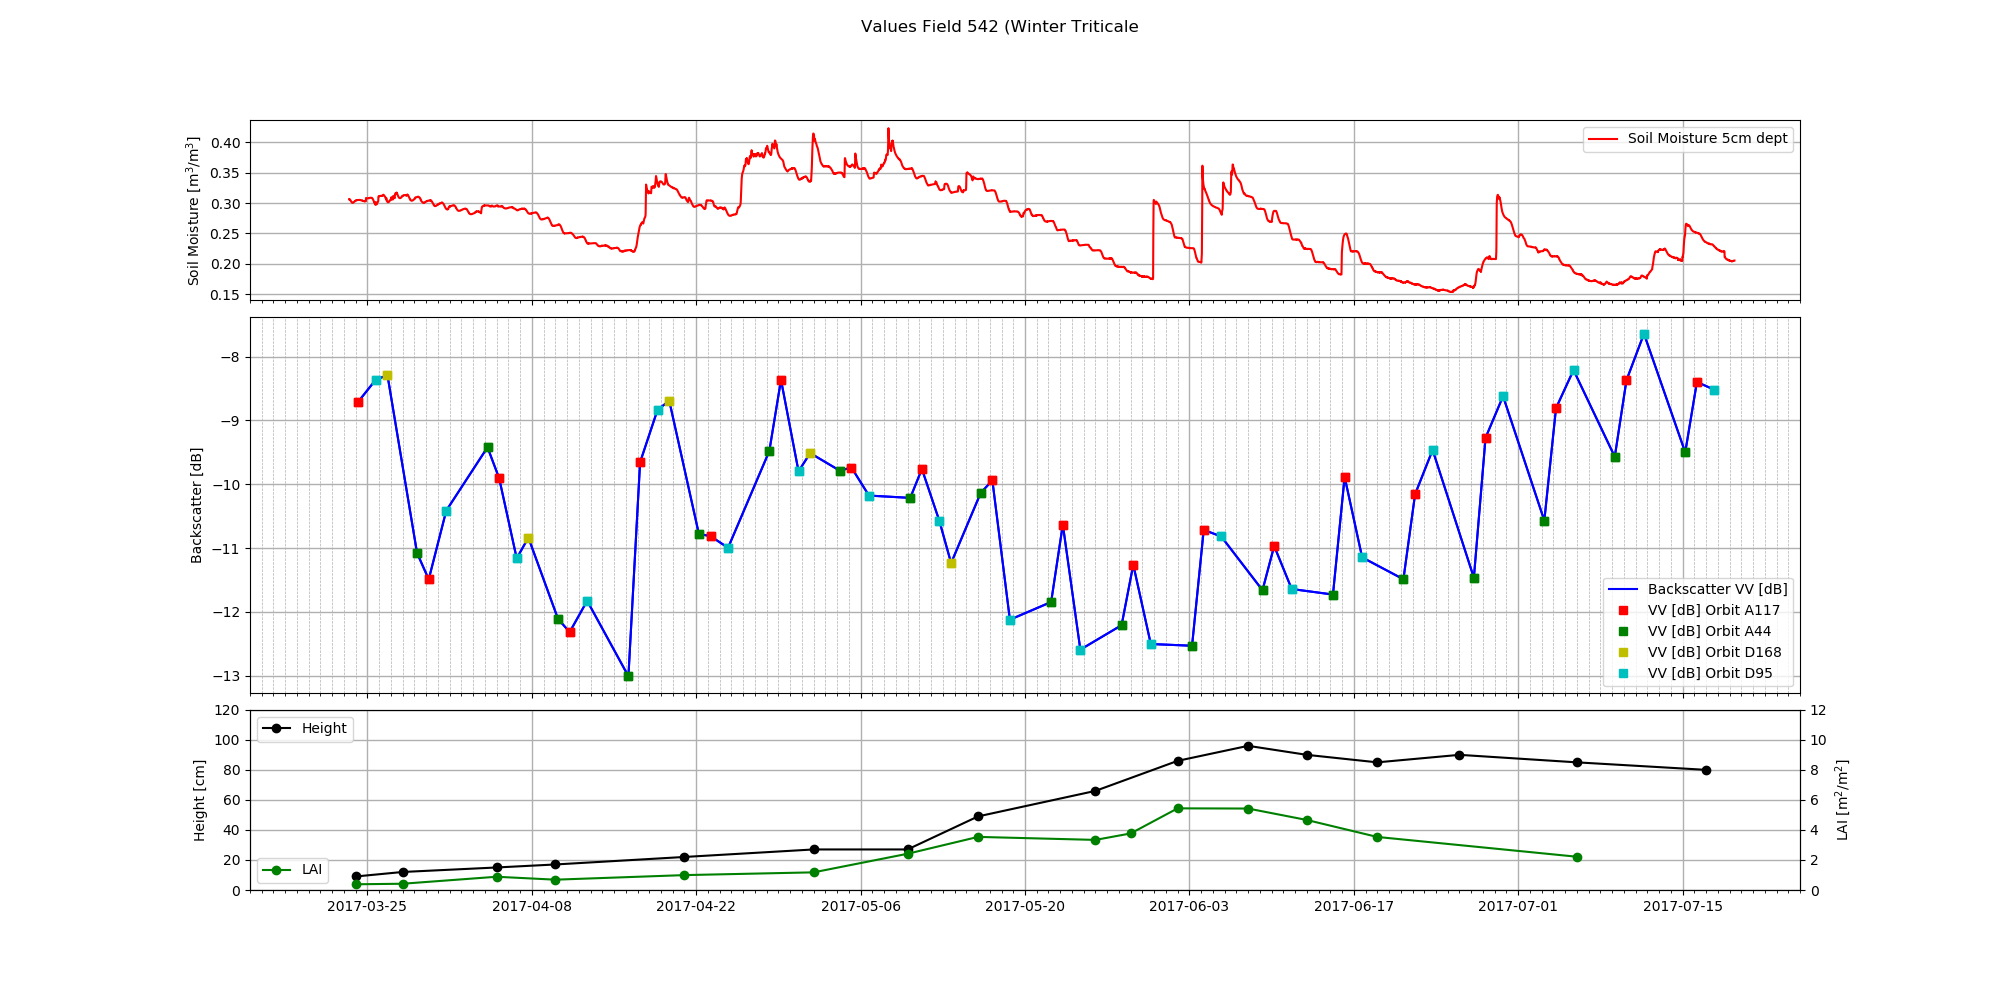 Values Field 542 (Winter Triticale
Soil Moisture [m³/m³]
0.40
0.35
0.30
0.25
0.20
0.15
Soil Moisture 5cm dept
Backscatter [dB]
−8
−9
−10
−11
−12
−13
Backscatter VV [dB]
VV [dB] Orbit A117
VV [dB] Orbit A44
VV [dB] Orbit D168
VV [dB] Orbit D95
Height [cm]
120
100
80
60
40
20
0
Height
LAI
12
10
8
6
4
2
0
LAI [m²/m²]
2017-03-25
2017-04-08
2017-04-22
2017-05-06
2017-05-20
2017-06-03
2017-06-17
2017-07-01
2017-07-15